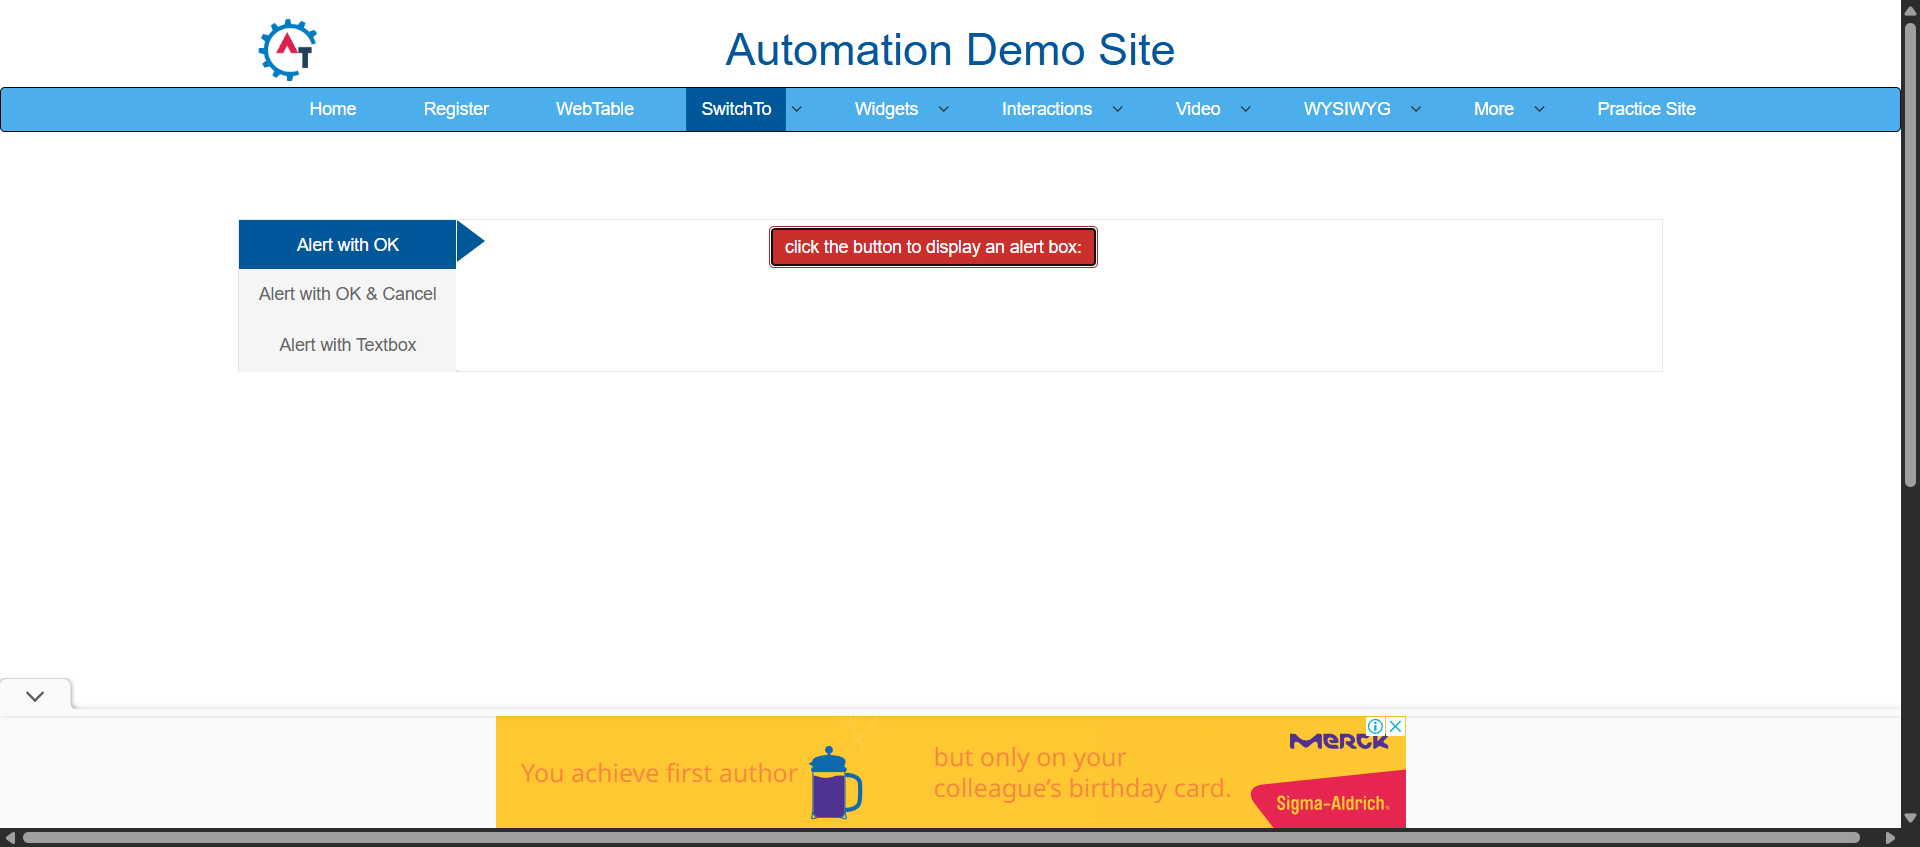 AT
Automation Demo Site
Home Register WebTable SwitchTo Widgets Interactions Video WYSIWYG More Practice Site
Alert with OK
click the button to display an alert box:
Alert with OK & Cancel
Alert with Textbox
You achieve first author
but only on your
colleague's birthday card.
Merck
Sigma-Aldrich®